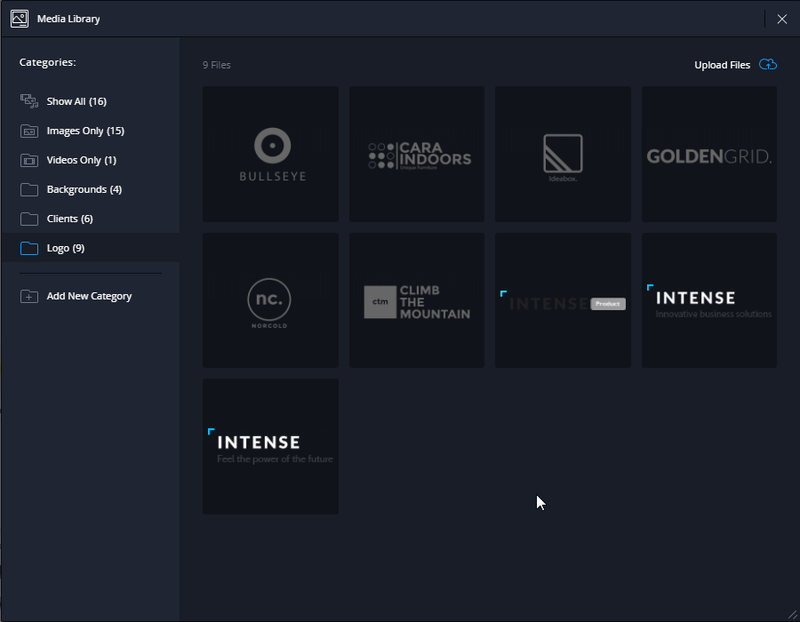 Media Library
Categories:
Show All (16)
Images Only (15)
Videos Only (1)
Backgrounds (4)
Clients (6)
Logo (9)
Add New Category
9 Files
Upload Files
BULLSEYE
CARA
INDOORS
Unique Furniture
Ideabox.
GOLDENGRID.
nc.
NORCOLD
ctm
CLIMB
THE
MOUNTAIN
INTENSE
Product
INTENSE
Innovative business solutions
INTENSE
Feel the power of the future